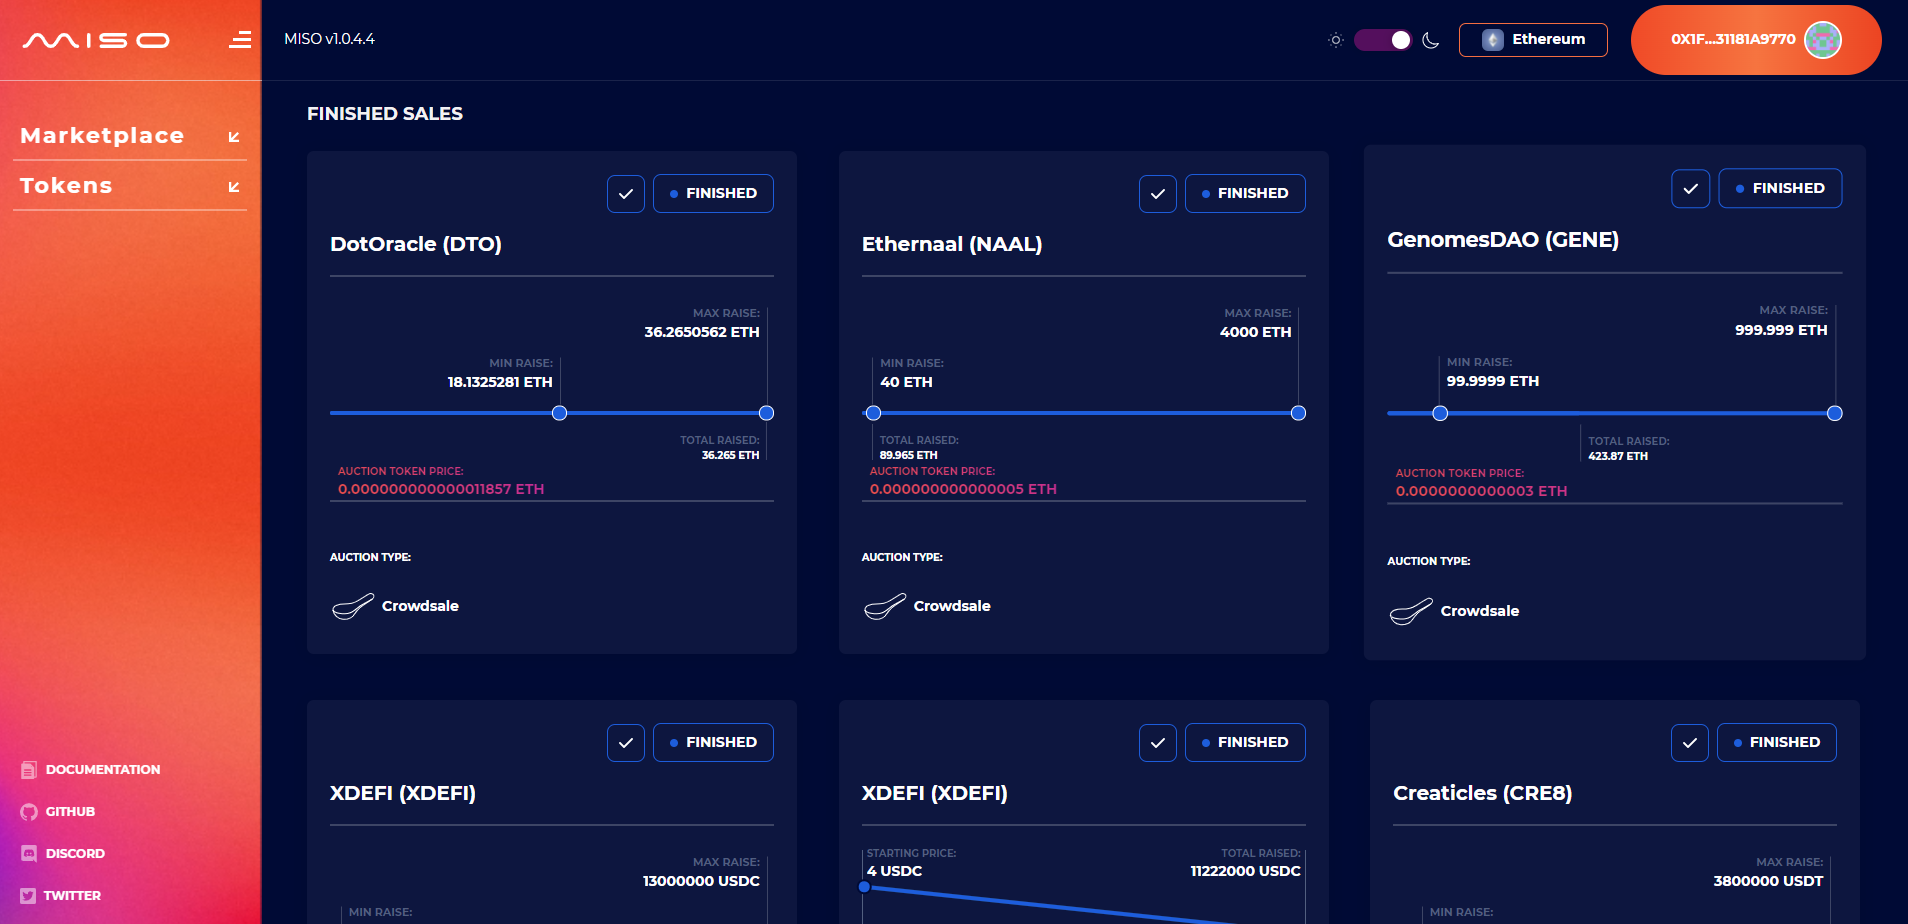 MISO
MISO v1.0.4.4
Ethereum
0X1F...31181A9770
Marketplace
Tokens
DOCUMENTATION
GITHUB
DISCORD
TWITTER
FINISHED SALES
FINISHED
DotOracle (DTO)
MAX RAISE:
36.2650562 ETH
MIN RAISE:
18.1325281 ETH
TOTAL RAISED:
36.265 ETH
AUCTION TOKEN PRICE:
0.000000000000011857 ETH
AUCTION TYPE:
Crowdsale
FINISHED
Ethernaal (NAAL)
MAX RAISE:
4000 ETH
MIN RAISE:
40 ETH
TOTAL RAISED:
89.965 ETH
AUCTION TOKEN PRICE:
0.000000000000005 ETH
AUCTION TYPE:
Crowdsale
FINISHED
GenomesDAO (GENE)
MAX RAISE:
999.999 ETH
MIN RAISE:
99.9999 ETH
TOTAL RAISED:
423.87 ETH
AUCTION TOKEN PRICE:
0.0000000000003 ETH
AUCTION TYPE:
Crowdsale
FINISHED
XDEFI (XDEFI)
MAX RAISE:
13000000 USDC
MIN RAISE:
FINISHED
XDEFI (XDEFI)
STARTING PRICE:
4 USDC
TOTAL RAISED:
11222000 USDC
FINISHED
Creaticles (CRE8)
MAX RAISE:
3800000 USDT
MIN RAISE: